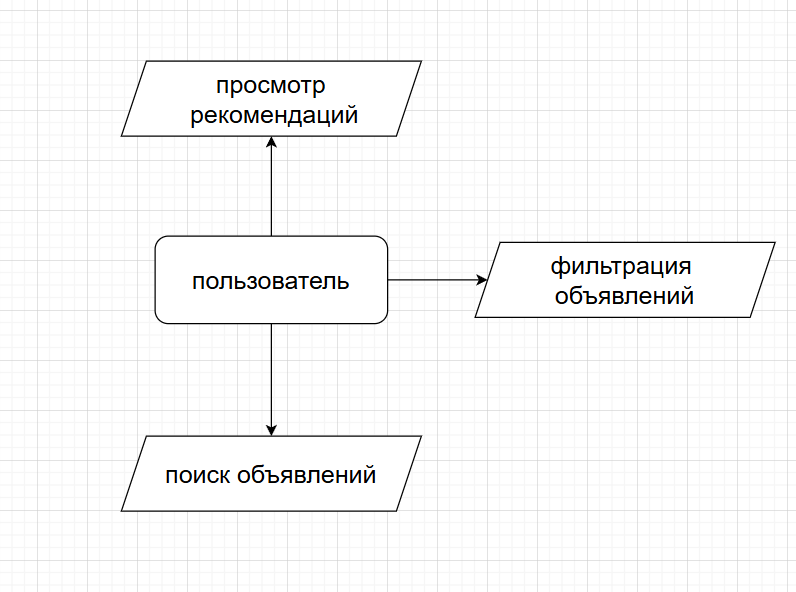 просмотр
рекомендаций
пользователь
фильтрация
объявлений
поиск объявлений